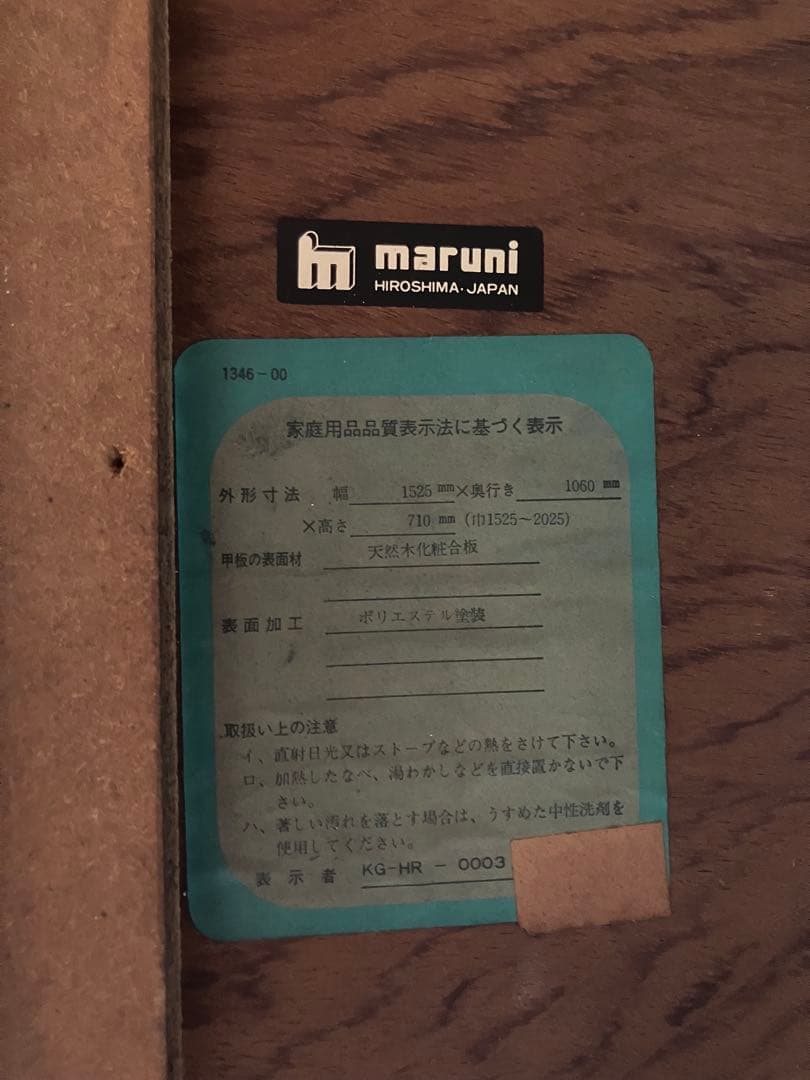 maruni
HIROSHIMA・JAPAN
1346-00
家庭用品品質表示法に基づく表示
外形寸法 幅 1525 mm×奥行き 1060 mm
×高さ 710 mm (巾1525~2025)
甲板の表面材 天然木化粧合板
表面加工 ポリエステル塗装
取扱い上の注意
イ、直射日光又はストーブなどの熱をさけて下さい。
ロ、加熱したなべ、湯わかしなどを直接置かないで下
さい。
ハ、著しい汚れを落とす場合は、うすめた中性洗剤を
使用してください。
表示者 KG-HR-0003